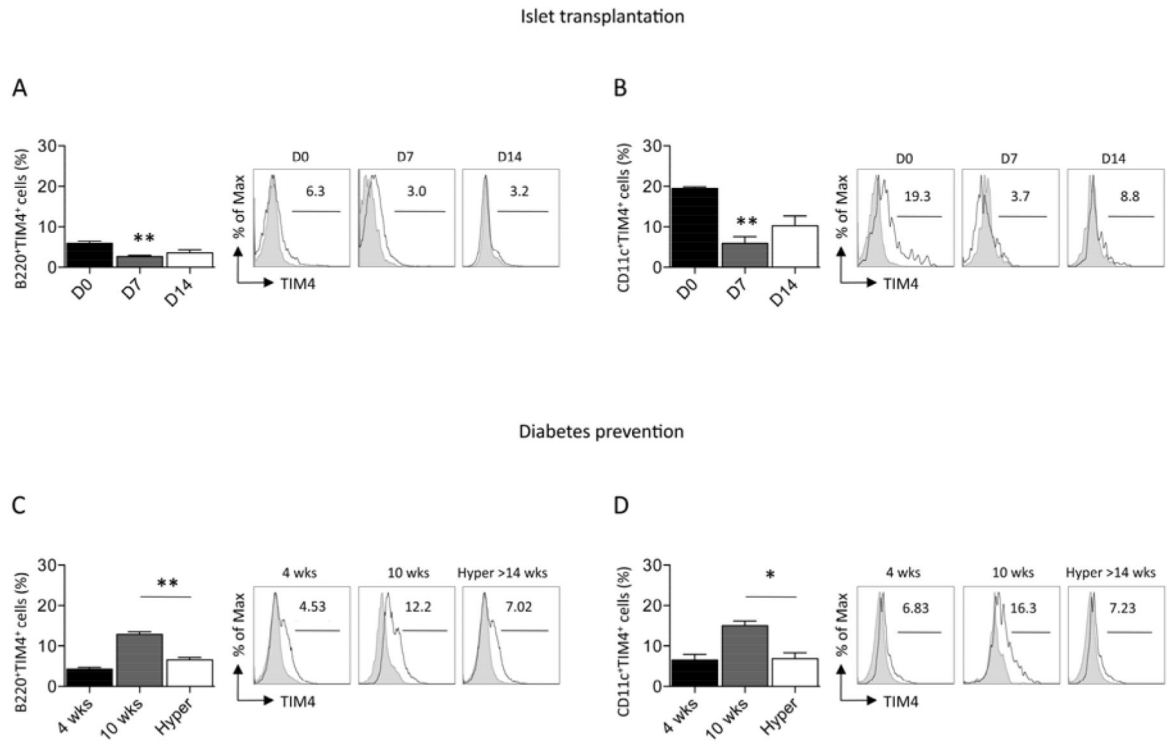 Islet transplantation
A
B220⁺TIM4⁺ cells (%)
30
20
10
0
D0
D7
D14
**
% of Max
TIM4
D0
6.3
D7
3.0
D14
3.2
B
CD11c⁺TIM4⁺ cells (%)
30
20
10
0
D0
D7
D14
**
% of Max
TIM4
D0
19.3
D7
3.7
D14
8.8
Diabetes prevention
C
B220⁺TIM4⁺ cells (%)
30
20
10
0
4 wks
10 wks
Hyper
**
% of Max
TIM4
4 wks
4.53
10 wks
12.2
Hyper >14 wks
7.02
D
CD11c⁺TIM4⁺ cells (%)
30
20
10
0
4 wks
10 wks
Hyper
*
% of Max
TIM4
4 wks
6.83
10 wks
16.3
Hyper >14 wks
7.23